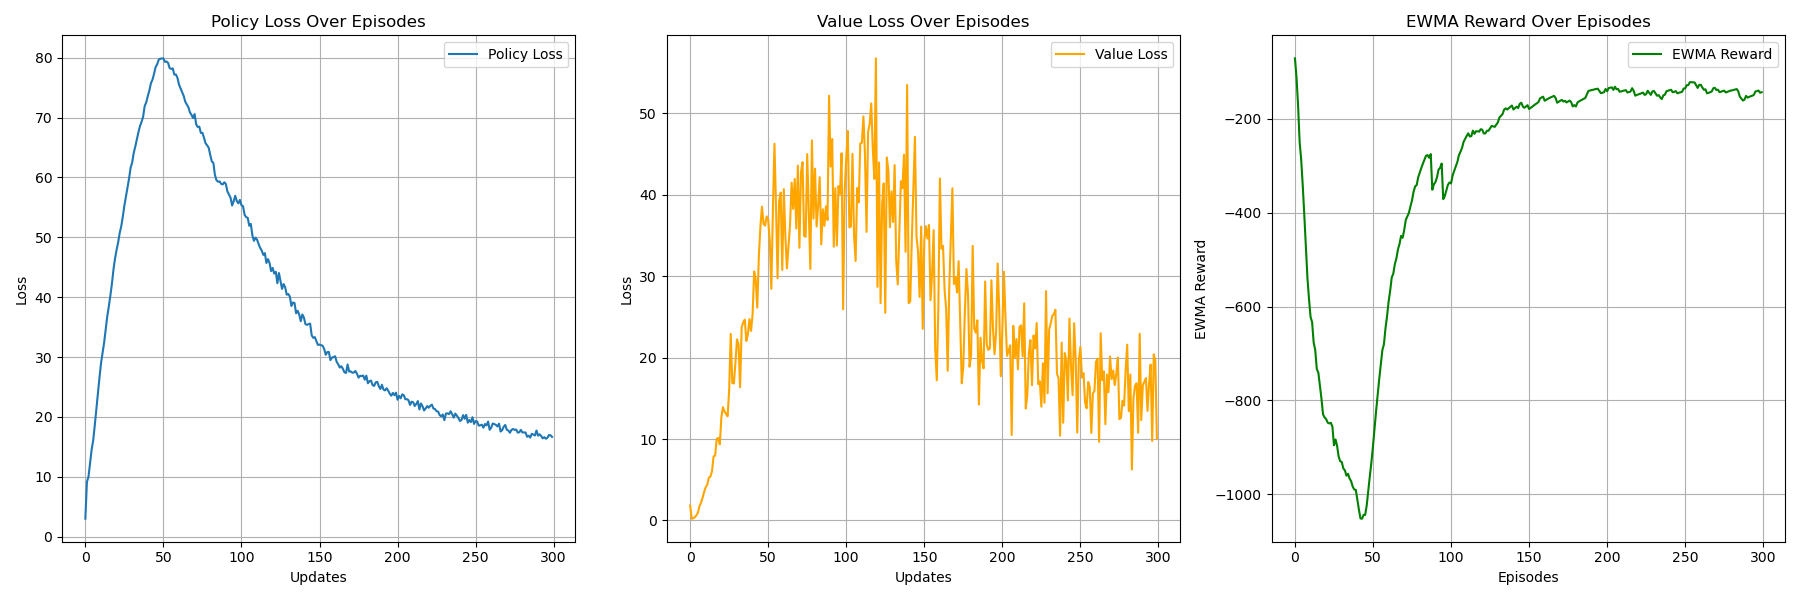 Policy Loss Over Episodes
Policy Loss
Loss
80
70
60
50
40
30
20
10
0
0 50 100 150 200 250 300
Updates
Value Loss Over Episodes
Value Loss
Loss
50
40
30
20
10
0
0 50 100 150 200 250 300
Updates
EWMA Reward Over Episodes
EWMA Reward
EWMA Reward
−200
−400
−600
−800
−1000
0 50 100 150 200 250 300
Episodes